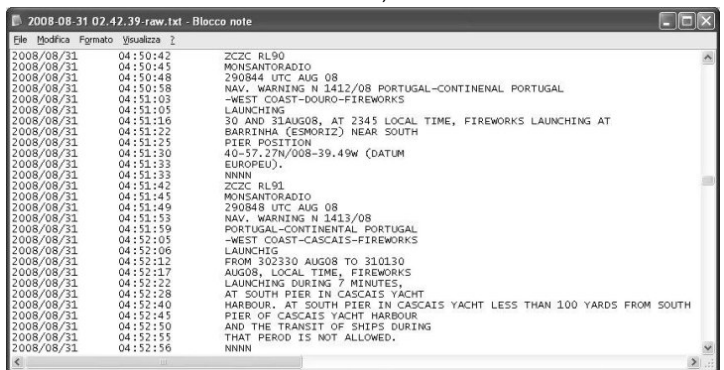 2008-08-31 02.42.39-raw.txt - Blocco note
File Modifica Formato Visualizza ?
2008/08/31 04:50:42 ZCZC RL90
2008/08/31 04:50:45 MONSANTORADIO
2008/08/31 04:50:48 290844 UTC AUG 08
2008/08/31 04:50:58 NAV. WARNING N 1412/08 PORTUGAL-CONTINENAL PORTUGAL
2008/08/31 04:51:03 -WEST COAST-DOURO-FIREWORKS
2008/08/31 04:51:05 LAUNCHING
2008/08/31 04:51:16 30 AND 31AUG08, AT 2345 LOCAL TIME, FIREWORKS LAUNCHING AT
2008/08/31 04:51:22 BARRINHA (ESMORIZ) NEAR SOUTH
2008/08/31 04:51:25 PIER POSITION
2008/08/31 04:51:30 40-57.27N/008-39.49W (DATUM
2008/08/31 04:51:33 EUROPEU).
2008/08/31 04:51:33 NNNN
2008/08/31 04:51:42 ZCZC RL91
2008/08/31 04:51:45 MONSANTORADIO
2008/08/31 04:51:49 290848 UTC AUG 08
2008/08/31 04:51:53 NAV. WARNING N 1413/08
2008/08/31 04:51:59 PORTUGAL-CONTINENTAL PORTUGAL
2008/08/31 04:52:05 -WEST COAST-CASCAIS-FIREWORKS
2008/08/31 04:52:06 LAUNCHIG
2008/08/31 04:52:12 FROM 302330 AUG08 TO 310130
2008/08/31 04:52:17 AUG08, LOCAL TIME, FIREWORKS
2008/08/31 04:52:22 LAUNCHING DURING 7 MINUTES,
2008/08/31 04:52:28 AT SOUTH PIER IN CASCAIS YACHT
2008/08/31 04:52:40 HARBOUR. AT SOUTH PIER IN CASCAIS YACHT LESS THAN 100 YARDS FROM SOUTH
2008/08/31 04:52:45 PIER OF CASCAIS YACHT HARBOUR
2008/08/31 04:52:50 AND THE TRANSIT OF SHIPS DURING
2008/08/31 04:52:55 THAT PEROD IS NOT ALLOWED.
2008/08/31 04:52:56 NNNN